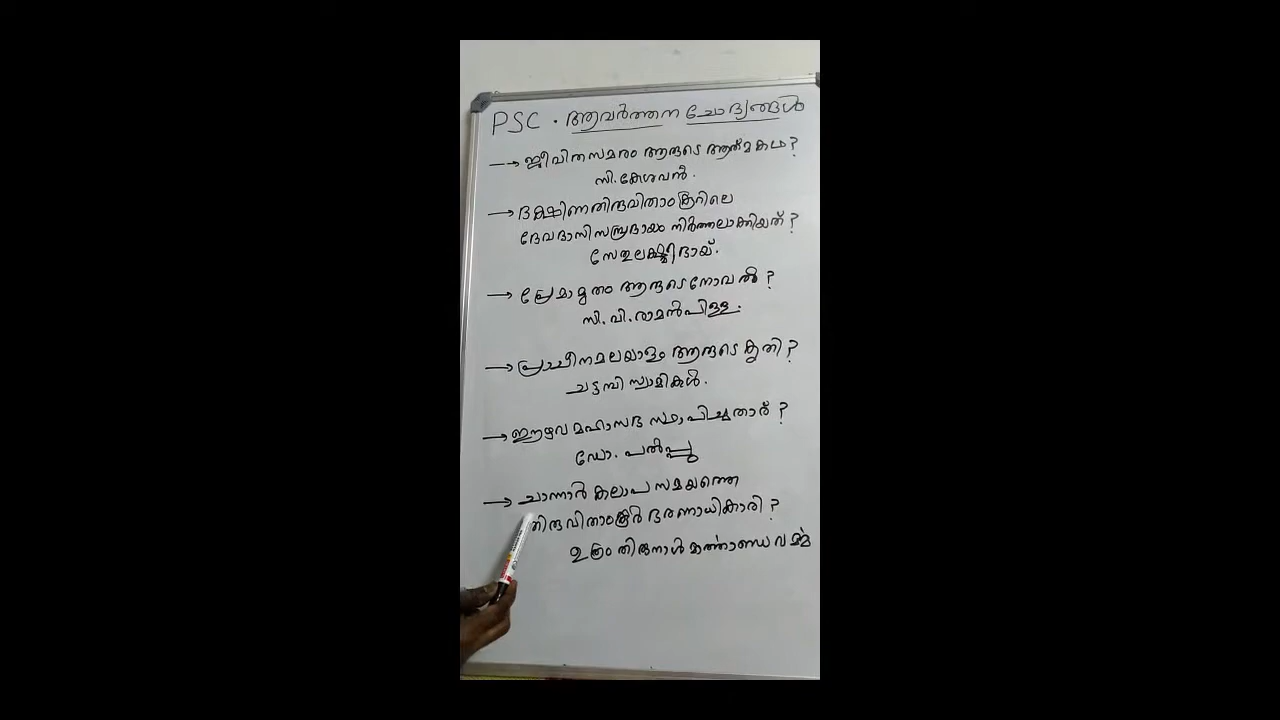 PSC . ആവർത്തന ചോദ്യങ്ങൾ
→ ജീവിതസമരം ആരുടെ ആത്മകഥ?
സി. കേശവൻ.
→ ദക്ഷിണതിരുവിതാംകൂറിലെ
ദേവദാസി സമ്പ്രദായം നിർത്തലാക്കിയത്?
സേതുലക്ഷ്മിഭായ്.
→ പ്രേമാമൃതം ആരുടെ നോവൽ?
സി. വി. രാമൻപിള്ള.
→ പ്രാചീനമലയാളം ആരുടെ കൃതി?
ചട്ടമ്പി സ്വാമികൾ.
→ ഈഴവ മഹാസഭ സ്ഥാപിച്ചതാര്?
ഡോ. പൽപ്പു
→ ചാന്നാർ കലാപ സമയത്തെ
തിരുവിതാംകൂർ ഭരണാധികാരി?
ഉത്രം തിരുനാൾ മാർത്താണ്ഡ വർമ്മ